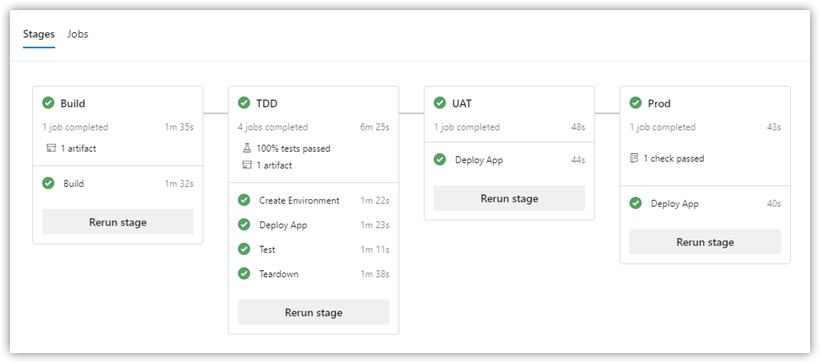 Stages Jobs
Build
1 job completed 1m 35s
1 artifact
Build 1m 32s
Rerun stage
TDD
4 jobs completed 6m 25s
100% tests passed
1 artifact
Create Environment 1m 22s
Deploy App 1m 23s
Test 1m 11s
Teardown 1m 38s
Rerun stage
UAT
1 job completed 48s
Deploy App 44s
Rerun stage
Prod
1 job completed 43s
1 check passed
Deploy App 40s
Rerun stage